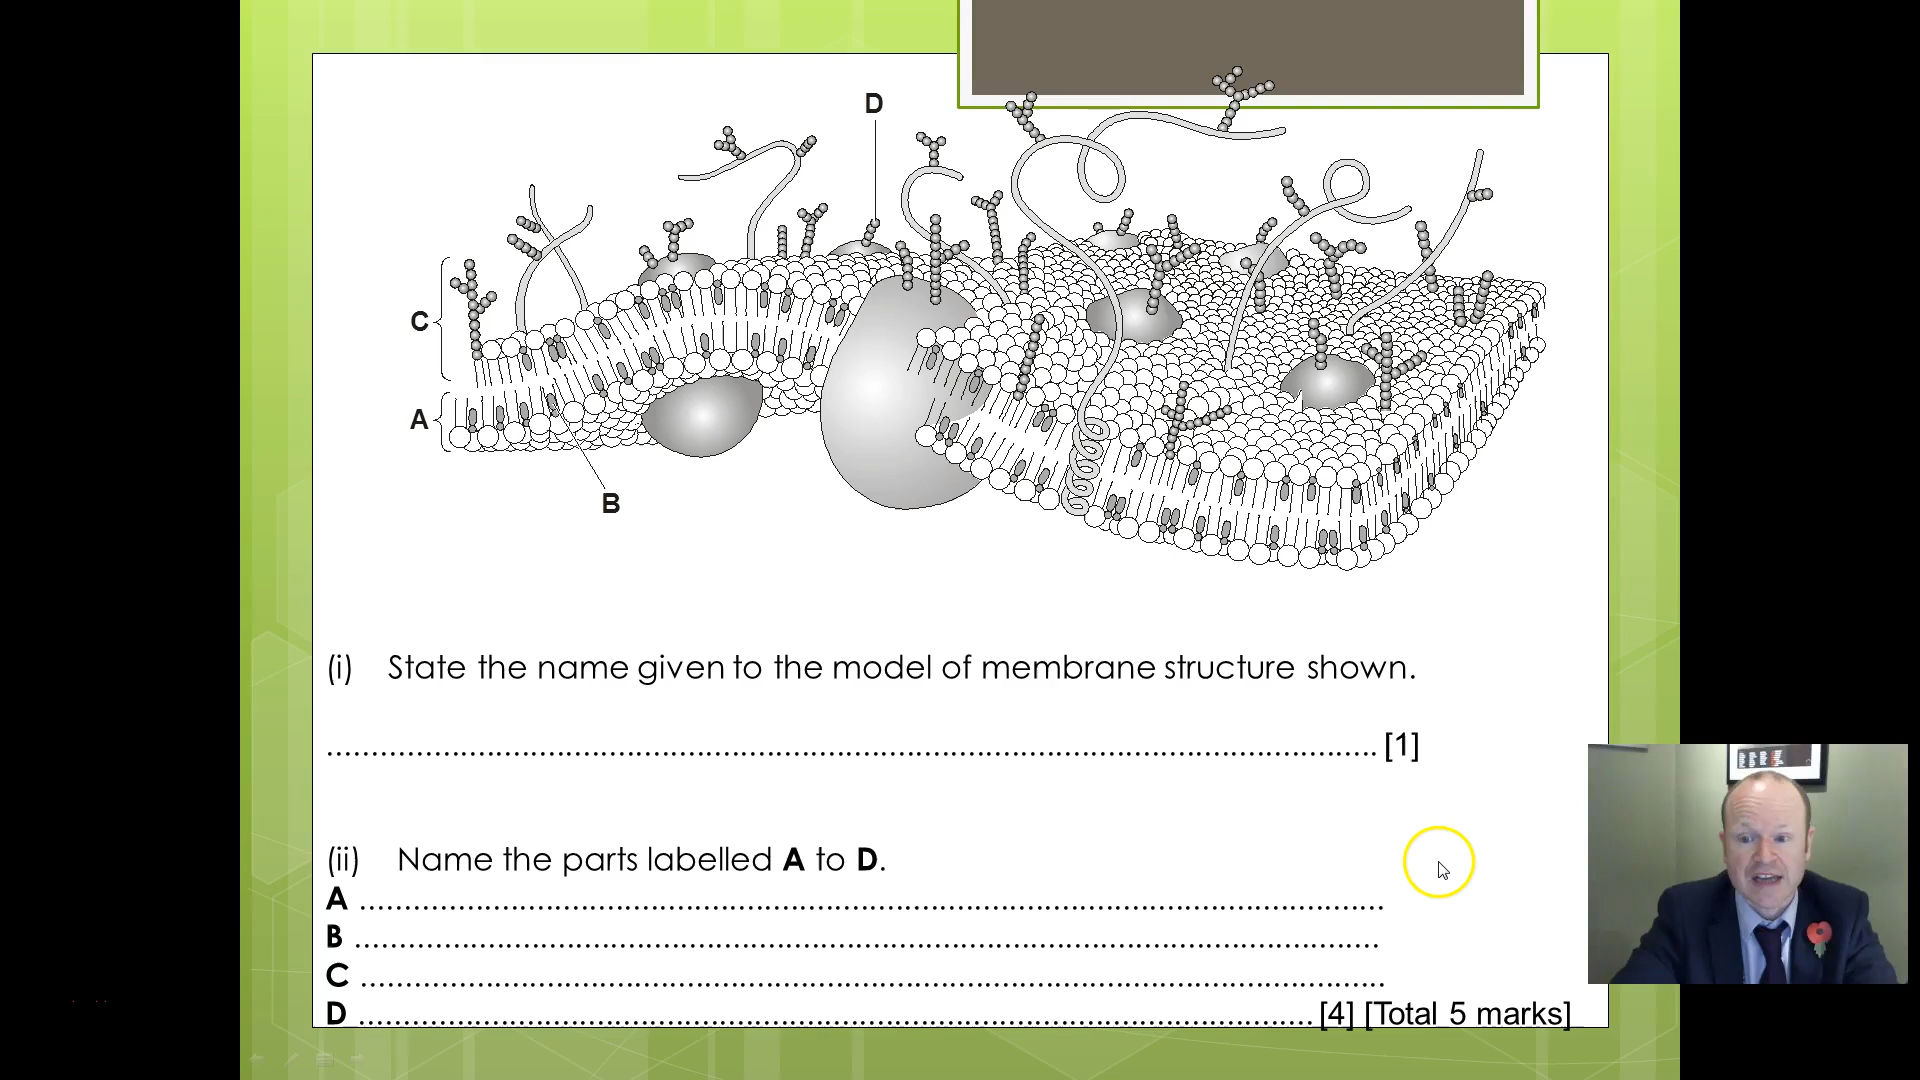 D
C
A
B
(i) State the name given to the model of membrane structure shown.
.................................................................................................................. [1]
(ii) Name the parts labelled A to D.
A ..................................................................................................................
B ..................................................................................................................
C ..................................................................................................................
D ........................................................................................................ [4] [Total 5 marks]